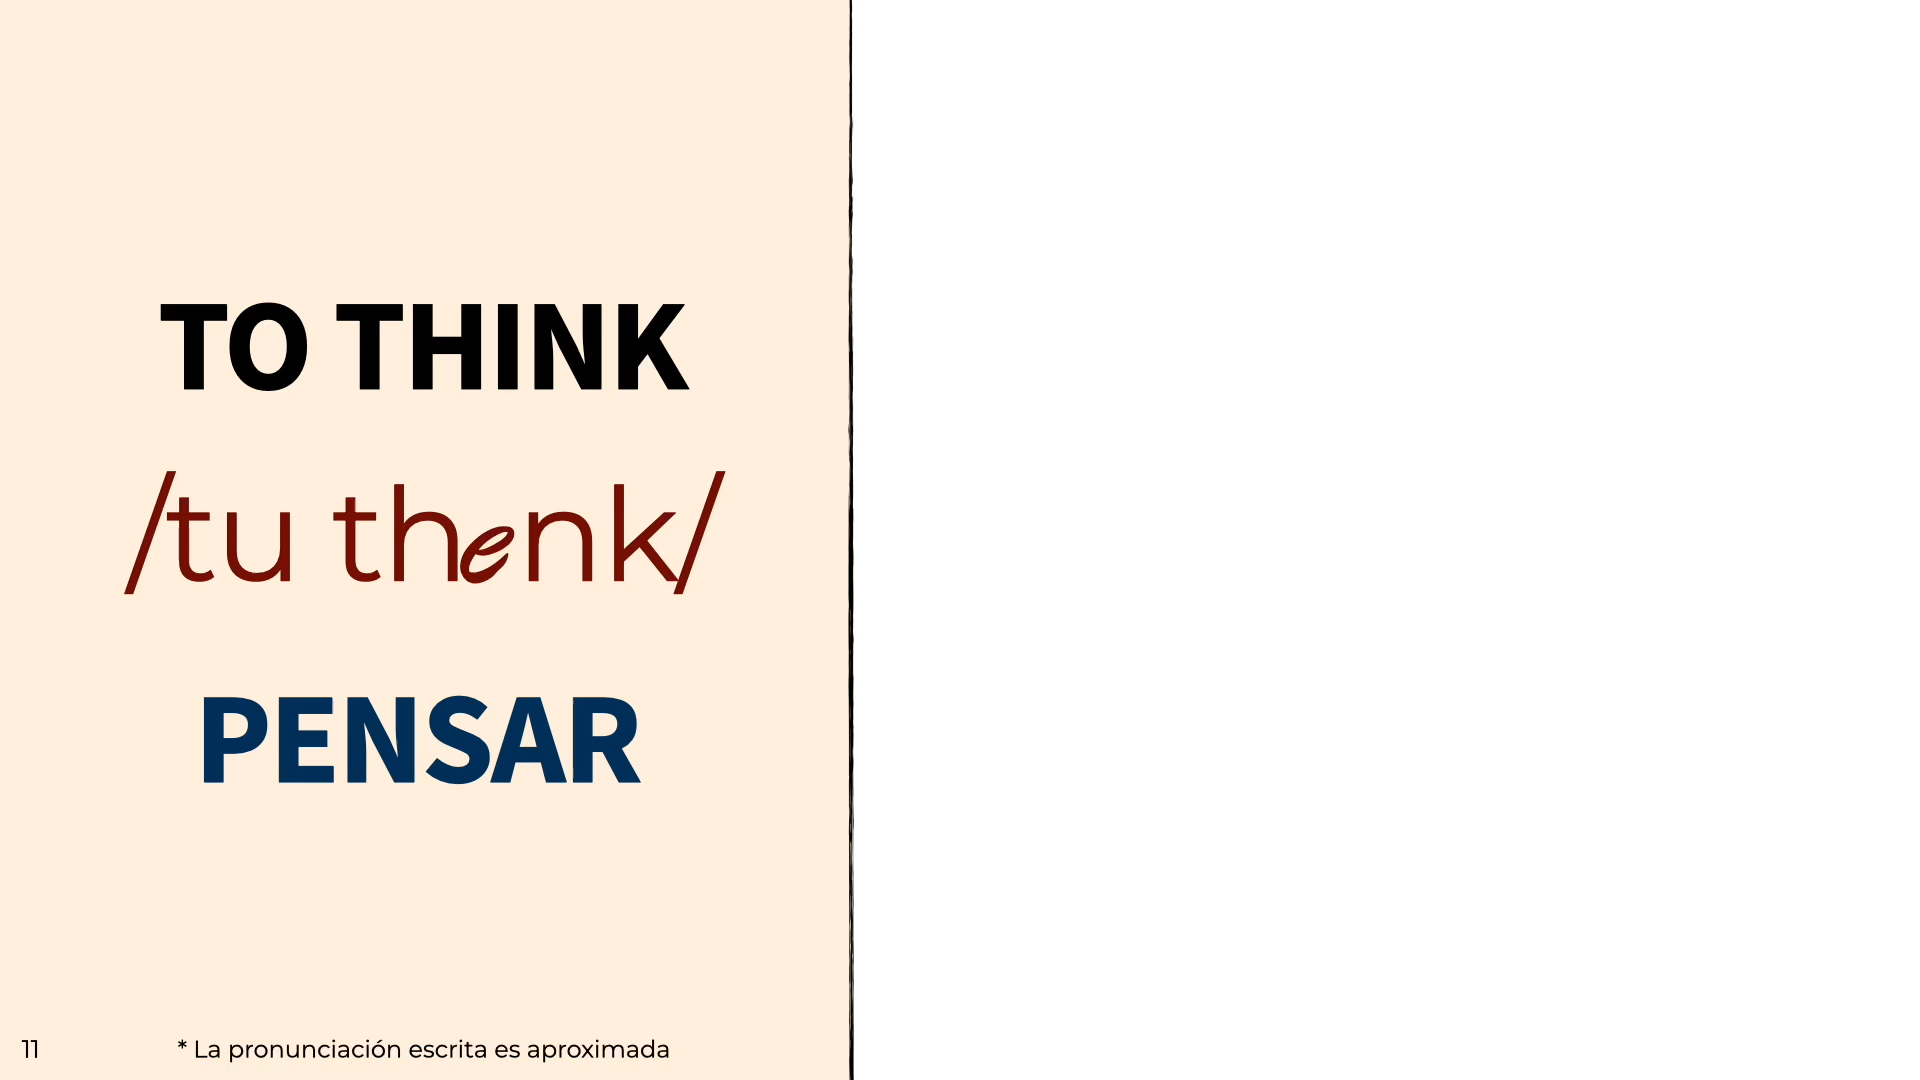 TO THINK
/tu thenk/
PENSAR
11
* La pronunciación escrita es aproximada